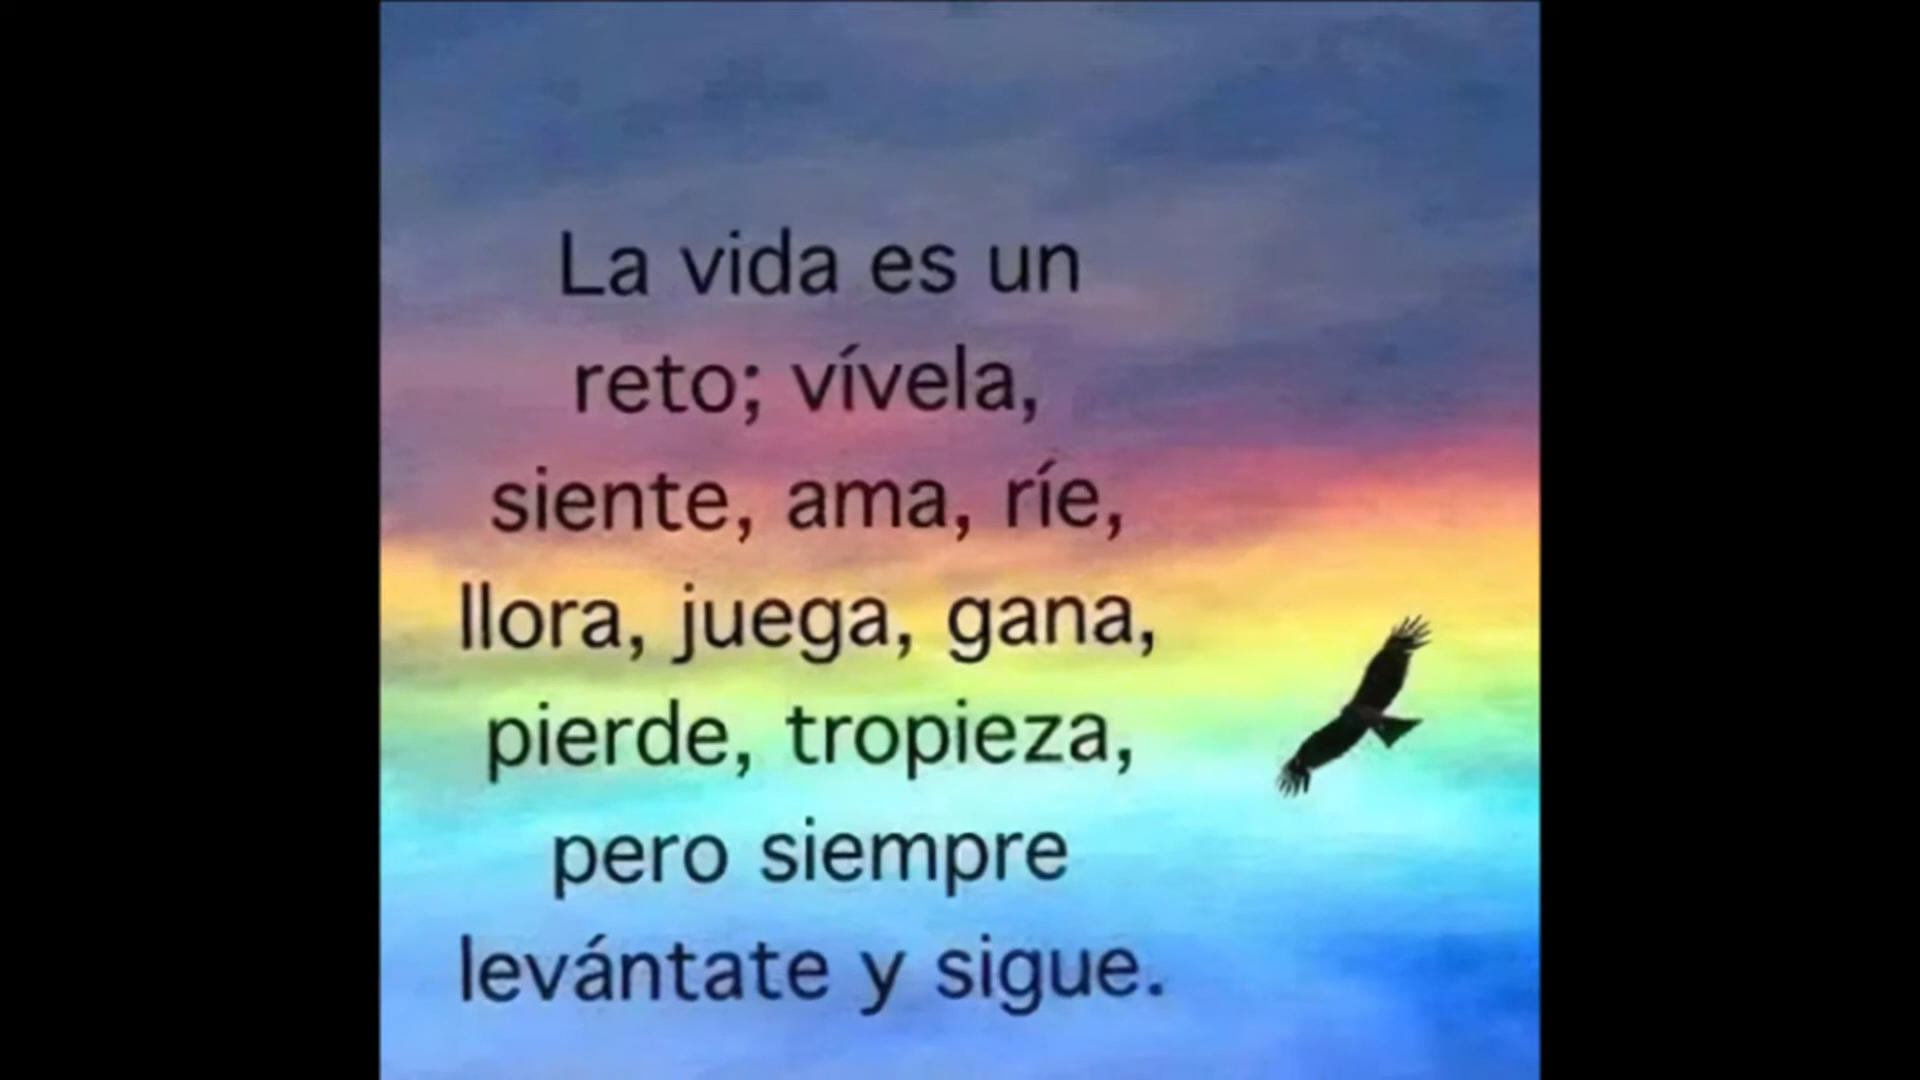 La vida es un
reto; vívela,
siente, ama, ríe,
llora, juega, gana,
pierde, tropieza,
pero siempre
levántate y sigue.